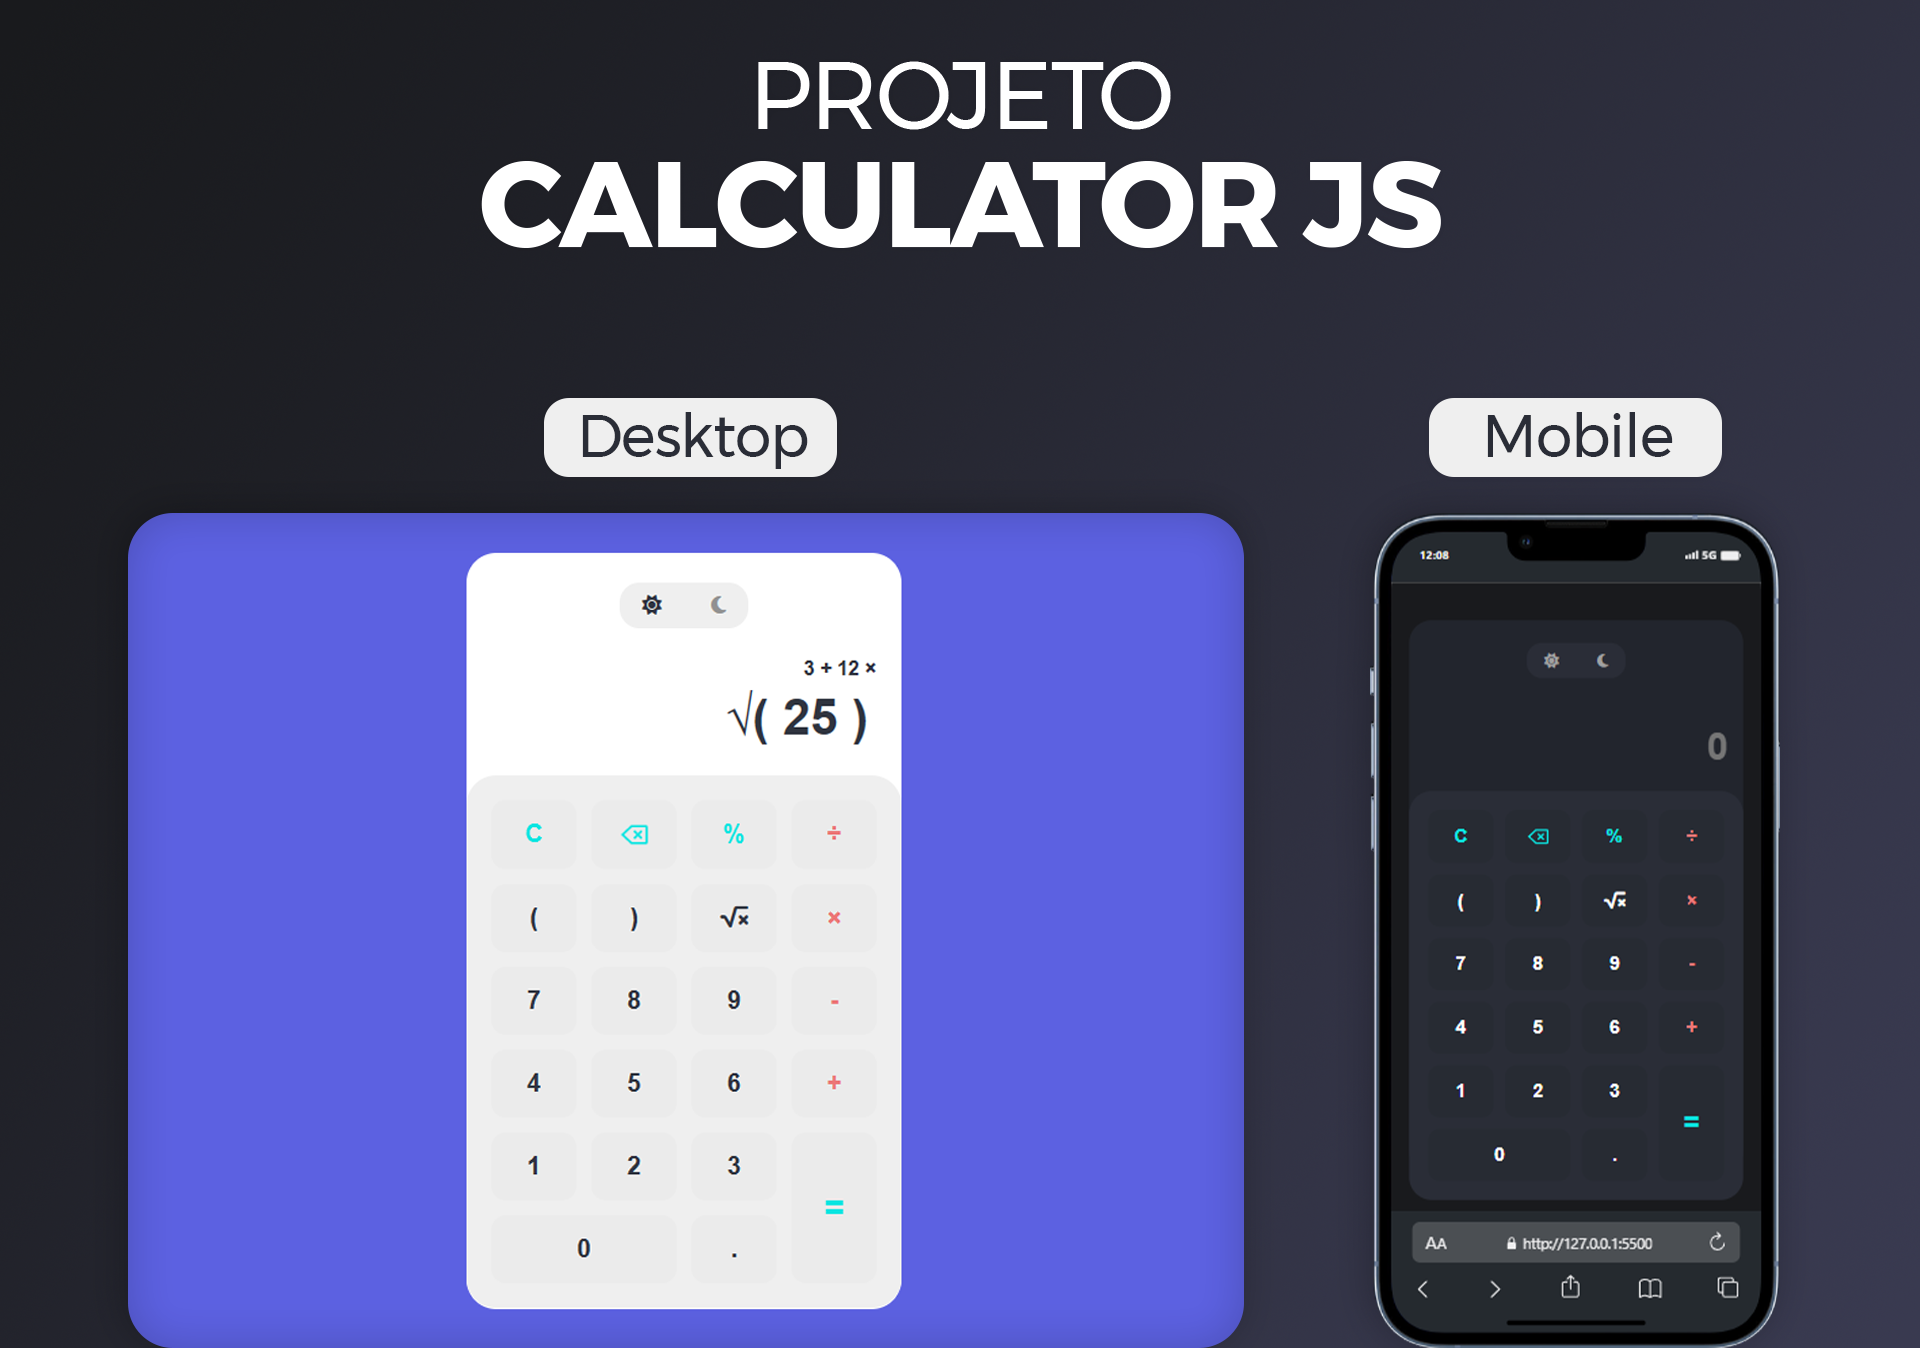 PROJETO
CALCULATOR JS
Desktop
3 + 12 ×
√( 25 )
C % ÷
( ) √x ×
7 8 9 -
4 5 6 +
1 2 3
=
0 .
Mobile
12:08 5G
0
C % ÷
( ) √x ×
7 8 9 -
4 5 6 +
1 2 3
=
0 .
AA http://127.0.0.1:5500